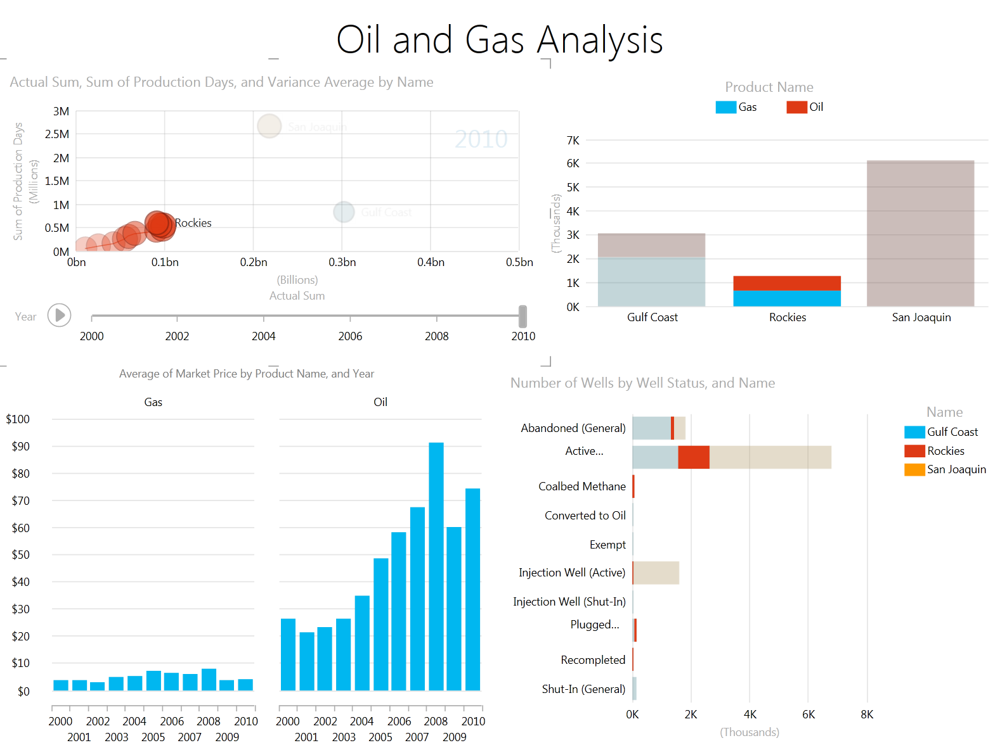 Oil and Gas Analysis
Actual Sum, Sum of Production Days, and Variance Average by Name
Sum of Production Days
(Millions)
3M
2.5M
2M
1.5M
1M
0.5M
0M
San Joaquin
2010
Gulf Coast
Rockies
0bn 0.1bn 0.2bn 0.3bn 0.4bn 0.5bn
(Billions)
Actual Sum
Year
2000 2002 2004 2006 2008 2010
Product Name
Gas Oil
(Thousands)
7K
6K
5K
4K
3K
2K
1K
0K
Gulf Coast Rockies San Joaquin
Average of Market Price by Product Name, and Year
Gas Oil
$100
$90
$80
$70
$60
$50
$40
$30
$20
$10
$0
2000 2002 2004 2006 2008 2010 2000 2002 2004 2006 2008 2010
2001 2003 2005 2007 2009 2001 2003 2005 2007 2009
Number of Wells by Well Status, and Name
Name
Gulf Coast
Rockies
San Joaquin
Abandoned (General)
Active...
Coalbed Methane
Converted to Oil
Exempt
Injection Well (Active)
Injection Well (Shut-In)
Plugged...
Recompleted
Shut-In (General)
0K 2K 4K 6K 8K
(Thousands)